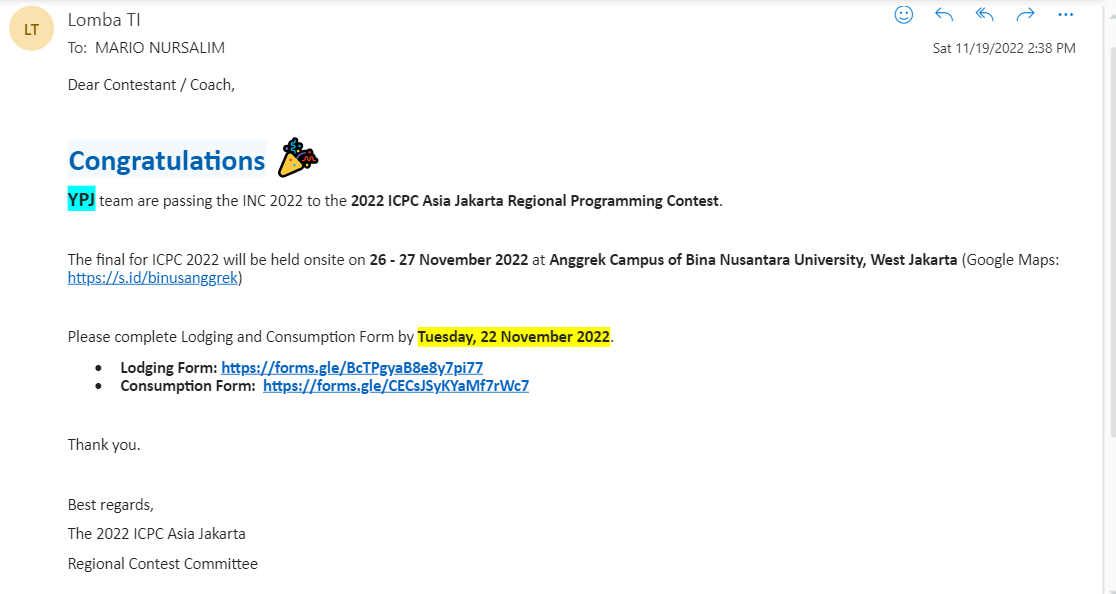 LT
Lomba TI
To: MARIO NURSALIM
Sat 11/19/2022 2:38 PM
Dear Contestant / Coach,
Congratulations
YPJ team are passing the INC 2022 to the 2022 ICPC Asia Jakarta Regional Programming Contest.
The final for ICPC 2022 will be held onsite on 26 - 27 November 2022 at Anggrek Campus of Bina Nusantara University, West Jakarta (Google Maps:
https://s.id/binusanggrek)
Please complete Lodging and Consumption Form by Tuesday, 22 November 2022.
• Lodging Form: https://forms.gle/BcTPgyaB8e8y7pi77
• Consumption Form: https://forms.gle/CECsJSyKYaMf7rWc7
Thank you.
Best regards,
The 2022 ICPC Asia Jakarta
Regional Contest Committee